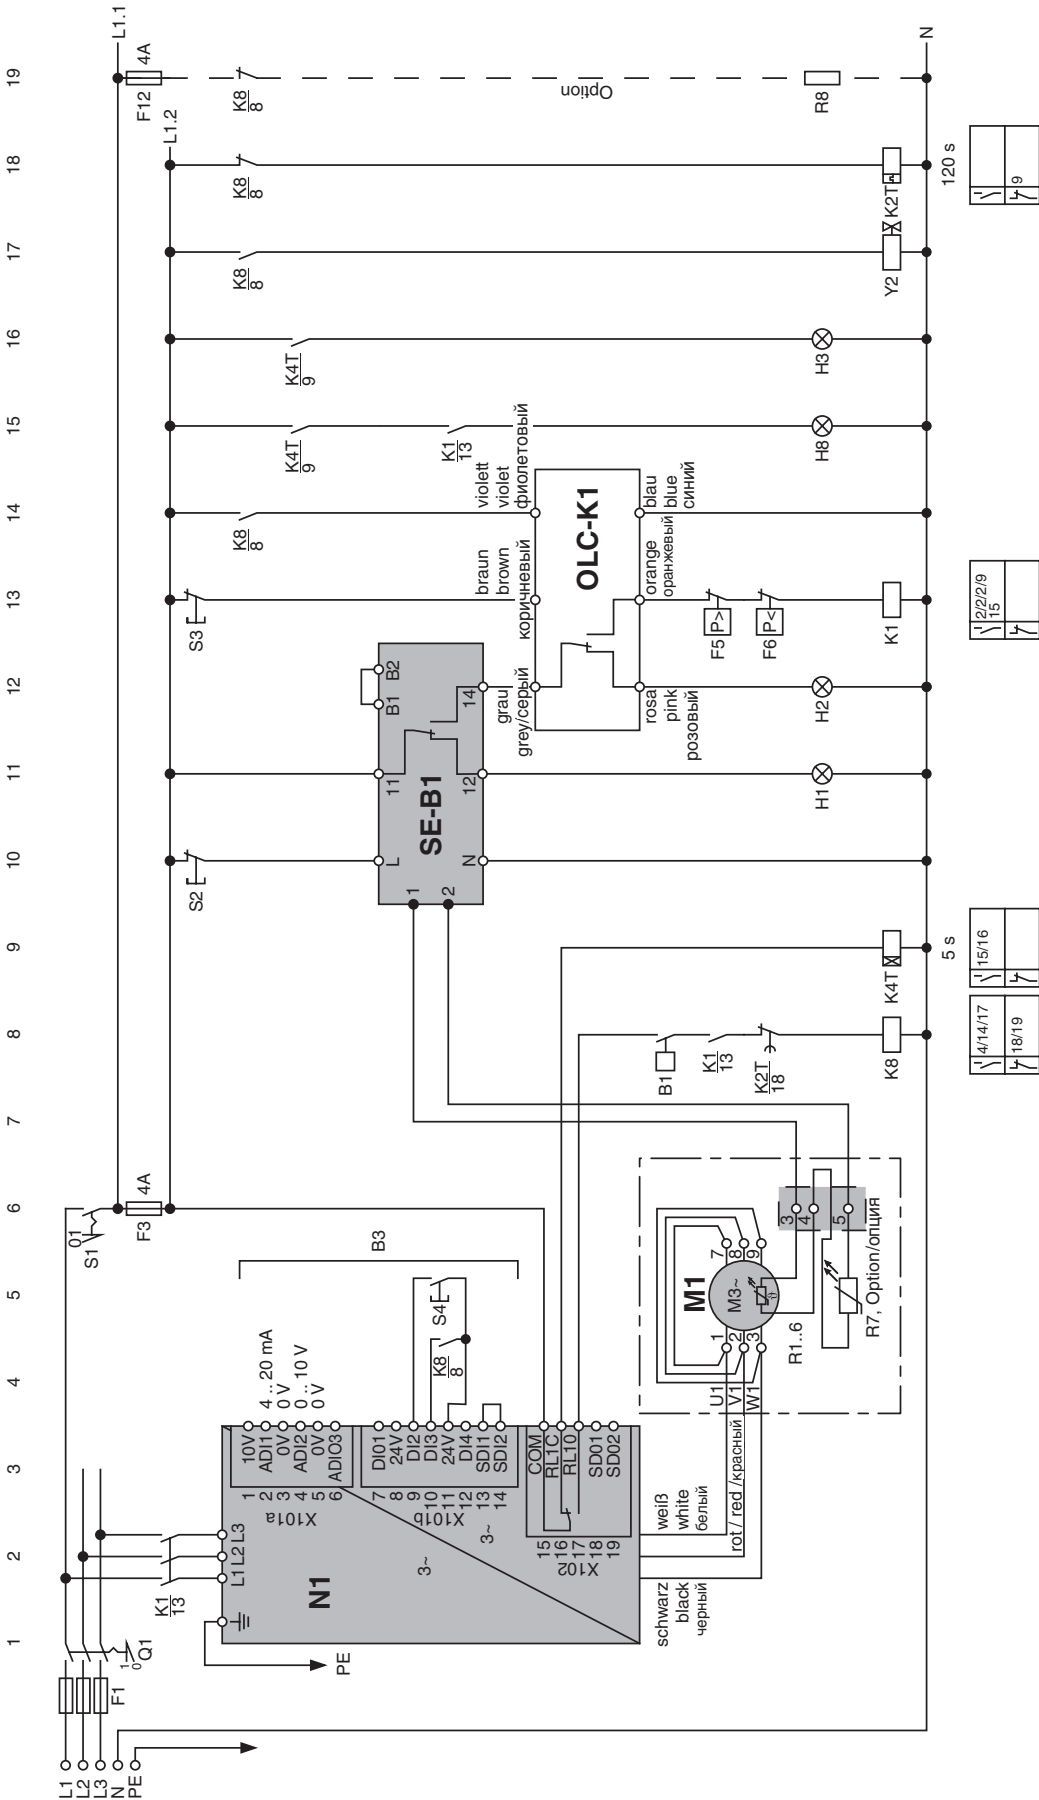 1
2
3
4
5
6
7
8
9
10
11
12
13
14
15
16
17
18
19
L1
L2
L3
N
PE
F1
1
0
Q1
PE
K1
13
L1
L2
L3
N1
3~
3~
X101a
1
2
3
4
5
6
10V
ADI1
0V
ADI2
0V
ADIO3
4 .. 20 mA
0 V
0 .. 10 V
0 V
X101b
7
8
9
10
11
12
13
14
DI01
24V
DI2
DI3
24V
DI4
SDI1
SDI2
X102
15
16
17
18
19
COM
RL1C
RL10
SD01
SD02
K8
8
S4
B3
01
S1
F3
4A
schwarz
black
черный
weiß
white
белый
rot / red /красный
U1
V1
W1
1
2
3
M1
M3~
ϑ
7
8
9
R1..6
3
4
5
R7, Option/опция
B1
K1
13
K2T
18
K8
K4T
5 s
4/14/17
18/19
15/16
S2
L
N
1
2
SE-B1
11
12
14
B1
B2
H1
H2
grau
grey/серый
rosa
pink
розовый
S3
braun
brown
коричневый
OLC-K1
orange
оранжевый
F5
P>
F6
P<
K1
2/2/2/9
15
K8
8
violett
violet
фиолетовый
blau
blue
синий
K4T
9
K1
13
H8
K4T
9
H3
K8
8
Y2
K8
8
K2T
120 s
9
L1.2
L1.1
F12
4A
K8
8
Option
R8
N